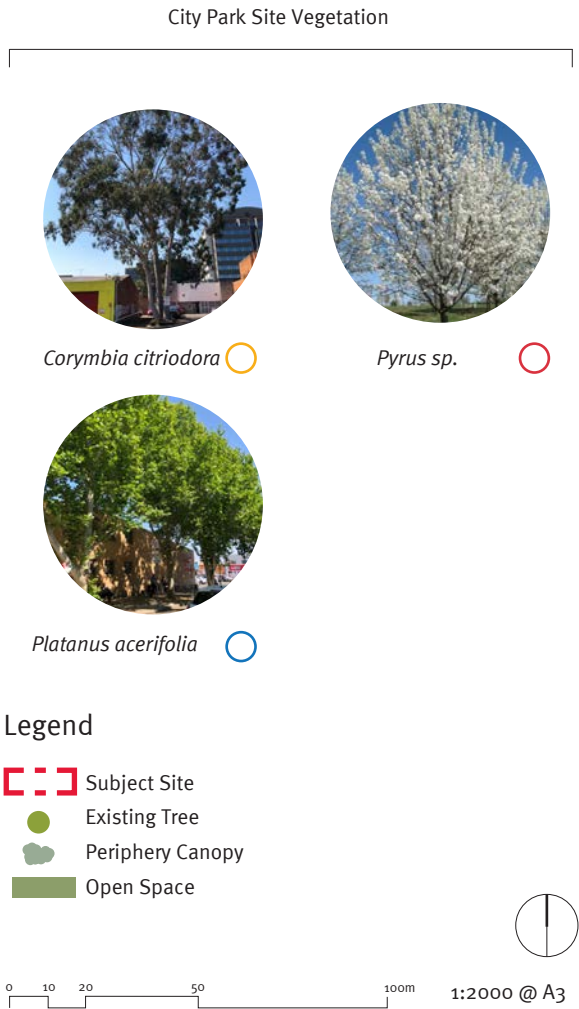 City Park Site Vegetation
Corymbia citriodora
Pyrus sp.
Platanus acerifolia
Legend
Subject Site
Existing Tree
Periphery Canopy
Open Space
0 10 20 50 100m
1:2000 @ A3